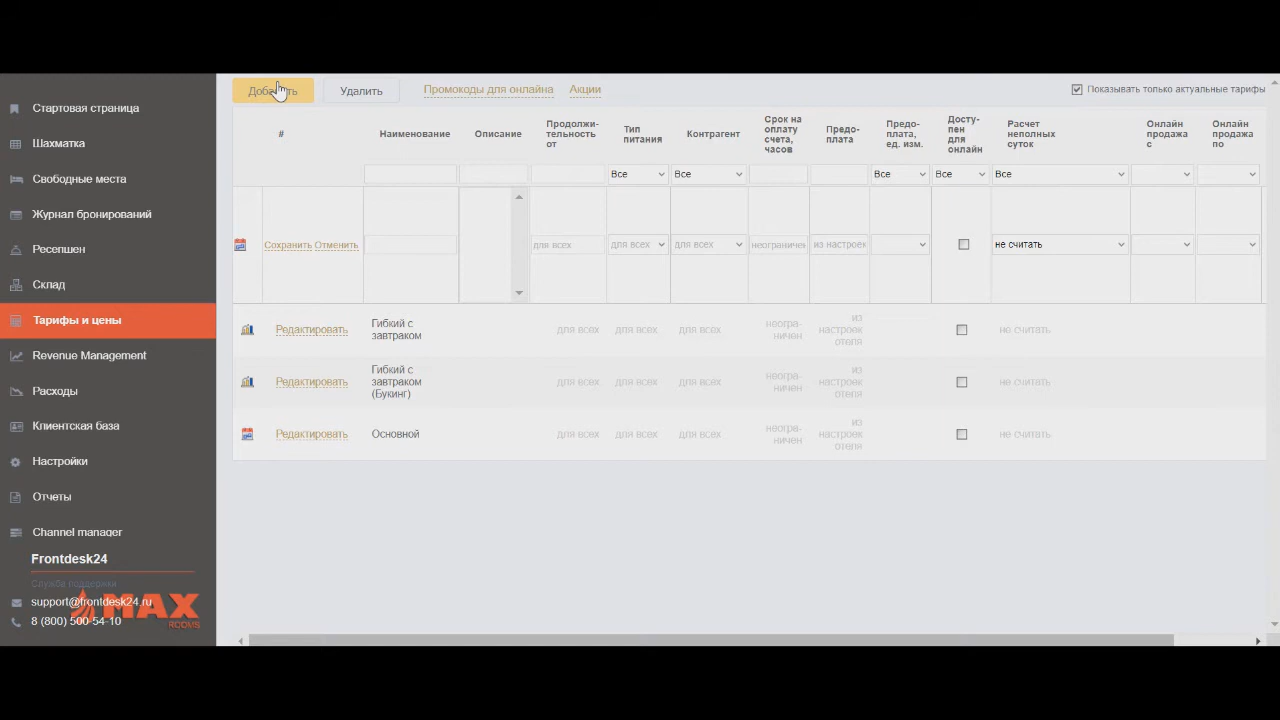 Добавить
Удалить
Промокоды для онлайна
Акции
Показывать только актуальные тарифы
Стартовая страница
Шахматка
Свободные места
Журнал бронирований
Ресепшен
Склад
Тарифы и цены
Revenue Management
Расходы
Клиентская база
Настройки
Отчеты
Channel manager
Frontdesk24
Служба поддержки
support@frontdesk24.ru
8 (800) 500-54-10
MAX
ROOMS
#
Наименование
Описание
Продолжи-
тельность
от
Тип
питания
Контрагент
Срок на
оплату
счета,
часов
Предо-
плата
Предо-
плата,
ед. изм.
Досту-
пен
для
онлайн
Расчет
неполных
суток
Онлайн
продажа
с
Онлайн
продажа
по
Все
Все
Все
Все
Все
Сохранить Отменить
для всех
для всех
для всех
неограничен
из настроек
не считать
Редактировать
Гибкий с
завтраком
для всех
для всех
для всех
неогра-
ничен
из
настроек
отеля
не считать
Редактировать
Гибкий с
завтраком
(Букинг)
для всех
для всех
для всех
неогра-
ничен
из
настроек
отеля
не считать
Редактировать
Основной
для всех
для всех
для всех
неогра-
ничен
из
настроек
отеля
не считать